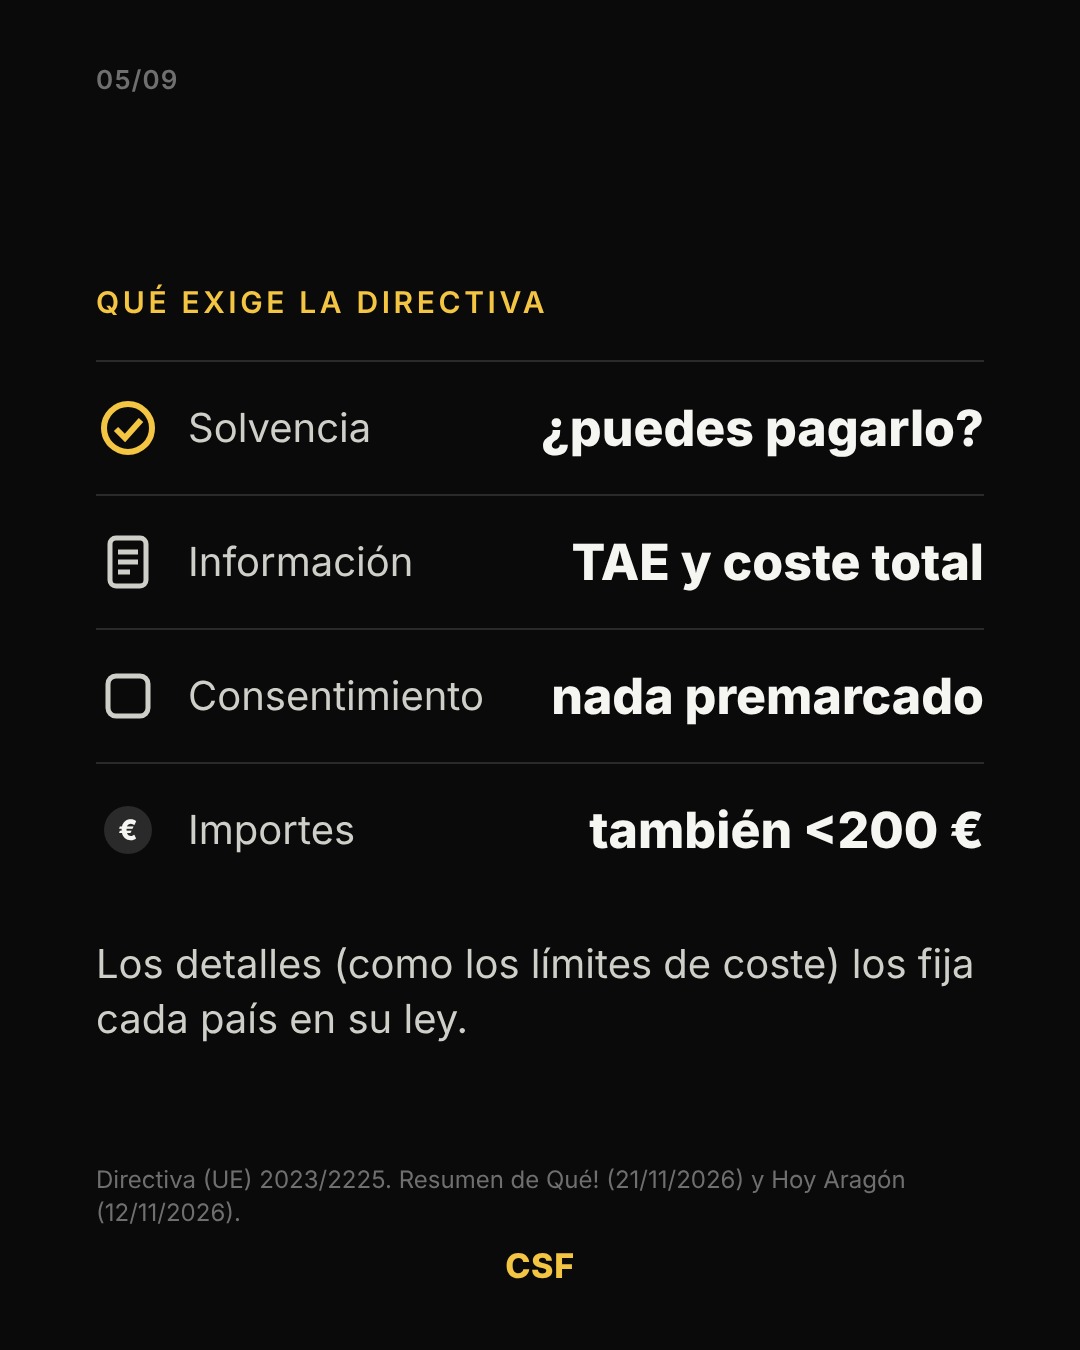 05/09
QUÉ EXIGE LA DIRECTIVA
Solvencia ¿puedes pagarlo?
Información TAE y coste total
Consentimiento nada premarcado
€ Importes también <200 €
Los detalles (como los límites de coste) los fija
cada país en su ley.
Directiva (UE) 2023/2225. Resumen de Qué! (21/11/2026) y Hoy Aragón
(12/11/2026).
CSF